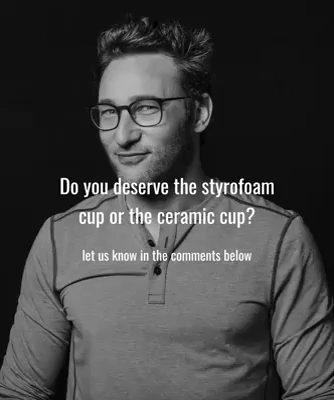 Do you deserve the styrofoam
cup or the ceramic cup?
let us know in the comments below